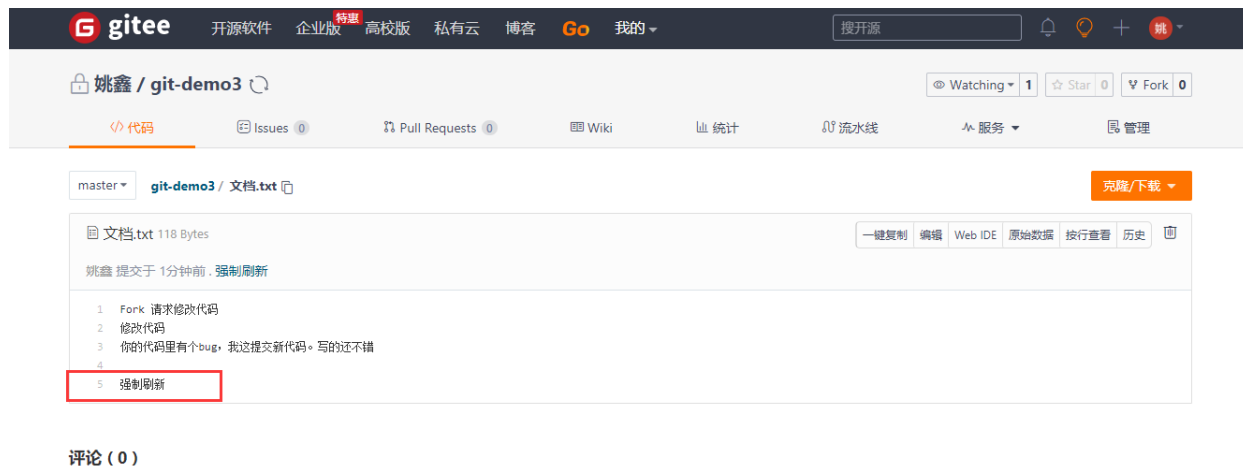 G gitee 开源软件 企业版 特惠 高校版 私有云 博客 Go 我的 搜开源 姚
姚鑫 / git-demo3 Watching 1 Star 0 Fork 0
</> 代码 Issues 0 Pull Requests 0 Wiki 统计 流水线 服务 管理
master git-demo3 / 文档.txt 克隆/下载
文档.txt 118 Bytes 一键复制 编辑 Web IDE 原始数据 按行查看 历史
姚鑫 提交于 1分钟前 . 强制刷新
1 Fork 请求修改代码
2 修改代码
3 你的代码里有个bug，我这提交新代码。写的还不错
4
5 强制刷新
评论 ( 0 )